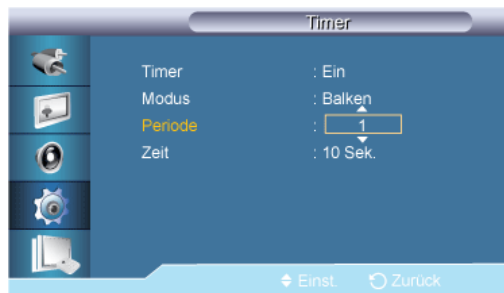 Timer
Timer : Ein
Modus : Balken
Periode : 1
Zeit : 10 Sek.
Einst. Zurück